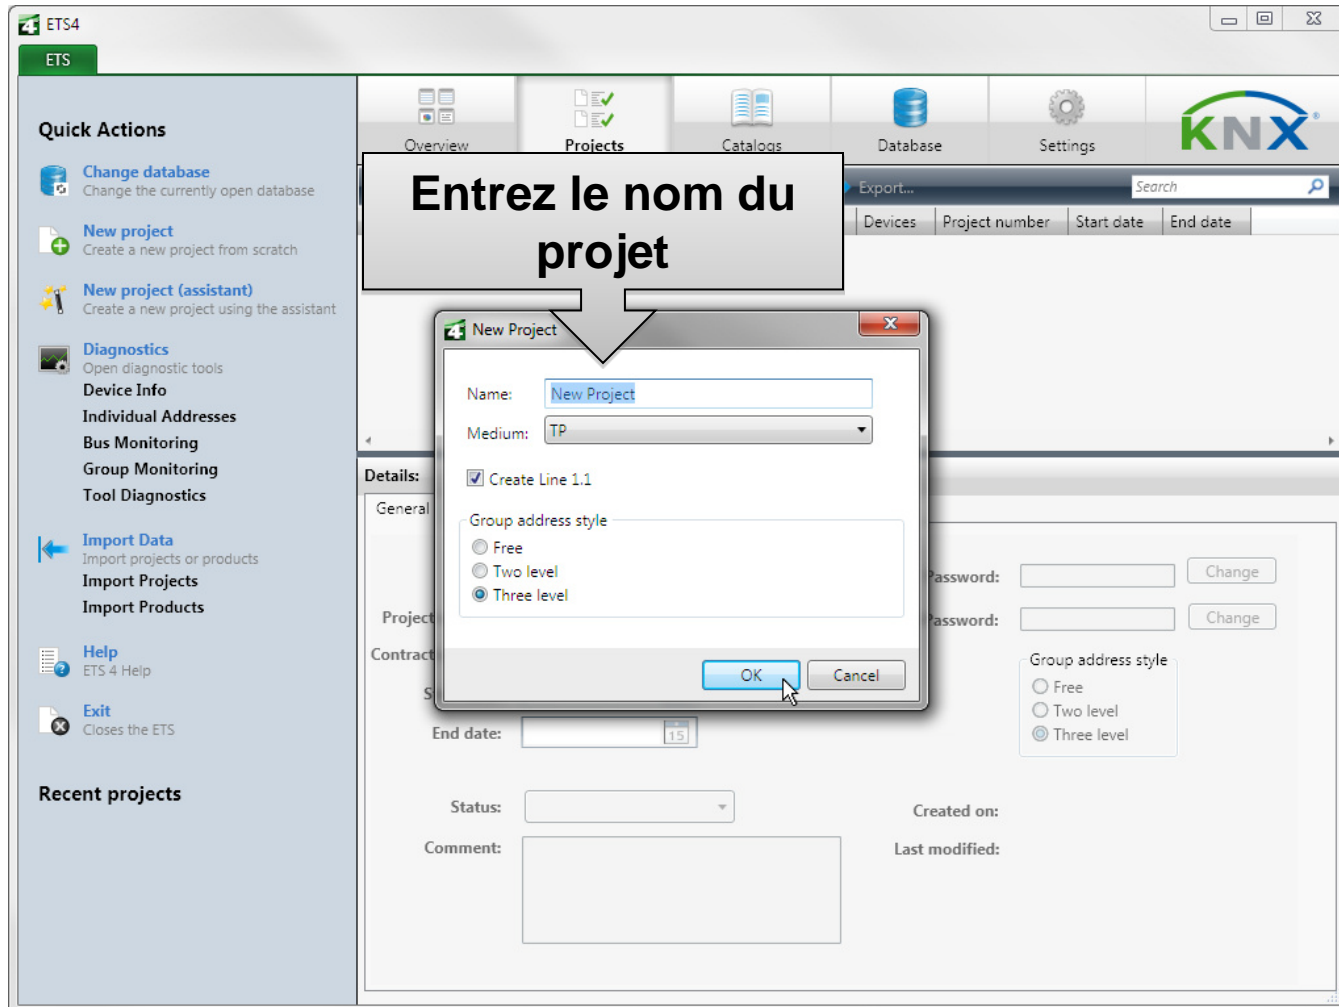 ETS4
ETS
Quick Actions
Change database
Change the currently open database
New project
Create a new project from scratch
New project (assistant)
Create a new project using the assistant
Diagnostics
Open diagnostic tools
Device Info
Individual Addresses
Bus Monitoring
Group Monitoring
Tool Diagnostics
Import Data
Import projects or products
Import Projects
Import Products
Help
ETS 4 Help
Exit
Closes the ETS
Recent projects
Overview
Projects
Catalogs
Database
Settings
KNX
Export...
Search
Devices
Project number
Start date
End date
Entrez le nom du
projet
New Project
Name:
New Project
Medium:
TP
Create Line 1.1
Group address style
Free
Two level
Three level
OK
Cancel
Details:
General
Project
Contract
S
End date:
15
Status:
Comment:
Password:
Change
Password:
Change
Group address style
Free
Two level
Three level
Created on:
Last modified: